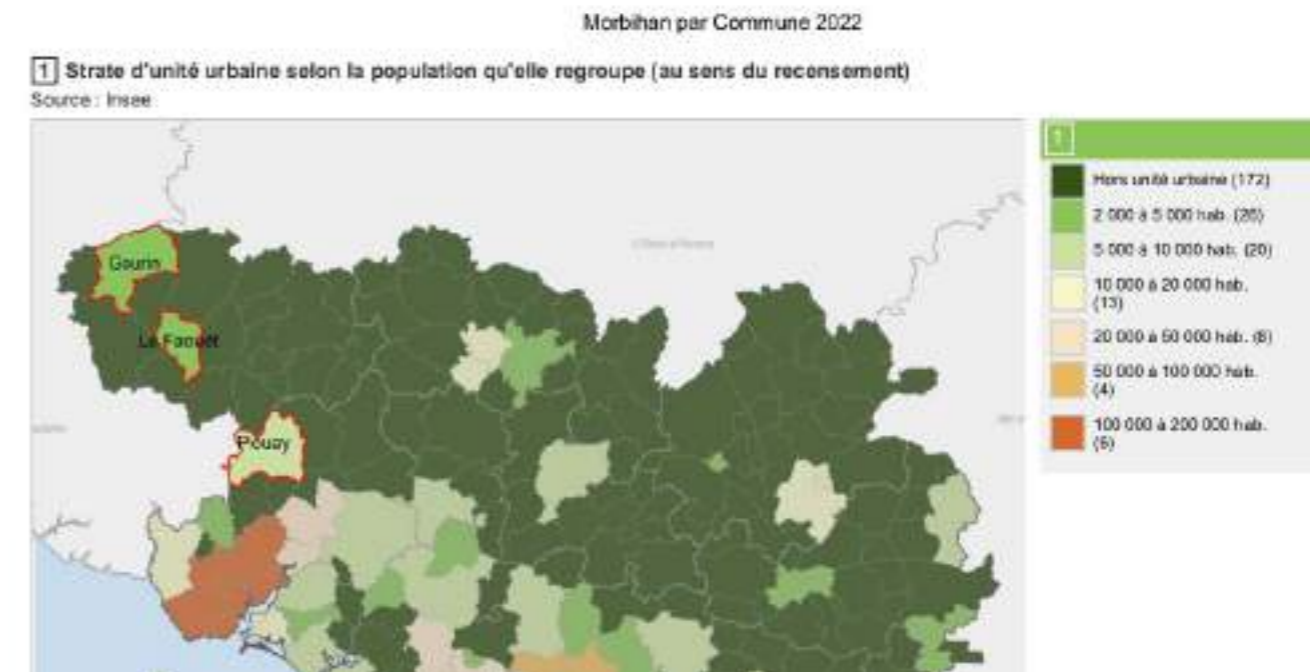 Morbihan par Commune 2022
1 Strate d'unité urbaine selon la population qu'elle regroupe (au sens du recensement)
Source : Insee
1
Hors unité urbaine (172)
2 000 à 5 000 hab. (26)
5 000 à 10 000 hab. (20)
10 000 à 20 000 hab.
(13)
20 000 à 50 000 hab. (8)
50 000 à 100 000 hab.
(4)
100 000 à 200 000 hab.
Gourin
Le Faouët
Plouay